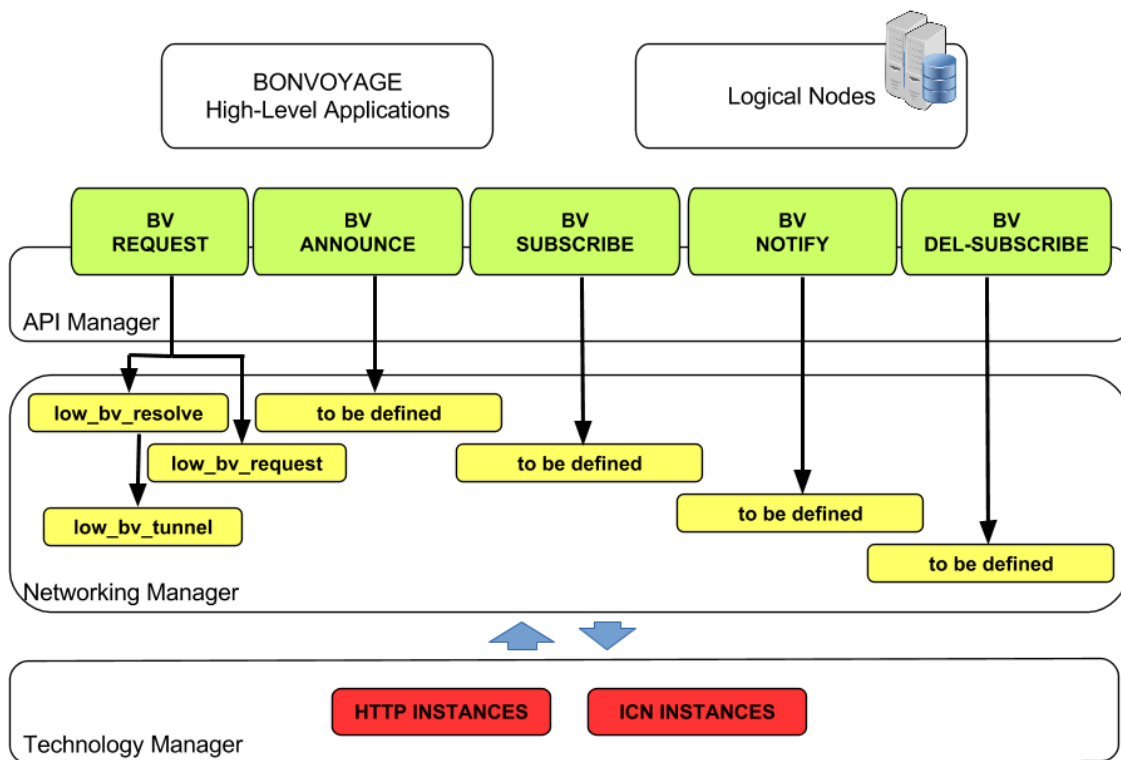 BONVOYAGE
High-Level Applications
Logical Nodes
BV
REQUEST
BV
ANNOUNCE
BV
SUBSCRIBE
BV
NOTIFY
BV
DEL-SUBSCRIBE
API Manager
low_bv_resolve
to be defined
low_bv_request
to be defined
low_bv_tunnel
to be defined
to be defined
Networking Manager
HTTP INSTANCES
ICN INSTANCES
Technology Manager